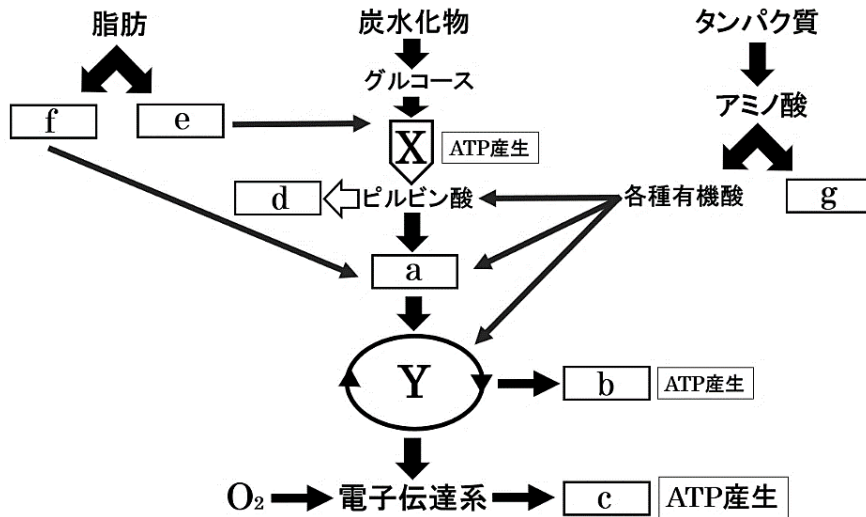 脂肪
炭水化物
タンパク質
グルコース
アミノ酸
f
e
X
ATP産生
d
ピルビン酸
各種有機酸
g
a
Y
b
ATP産生
O₂
電子伝達系
c
ATP産生